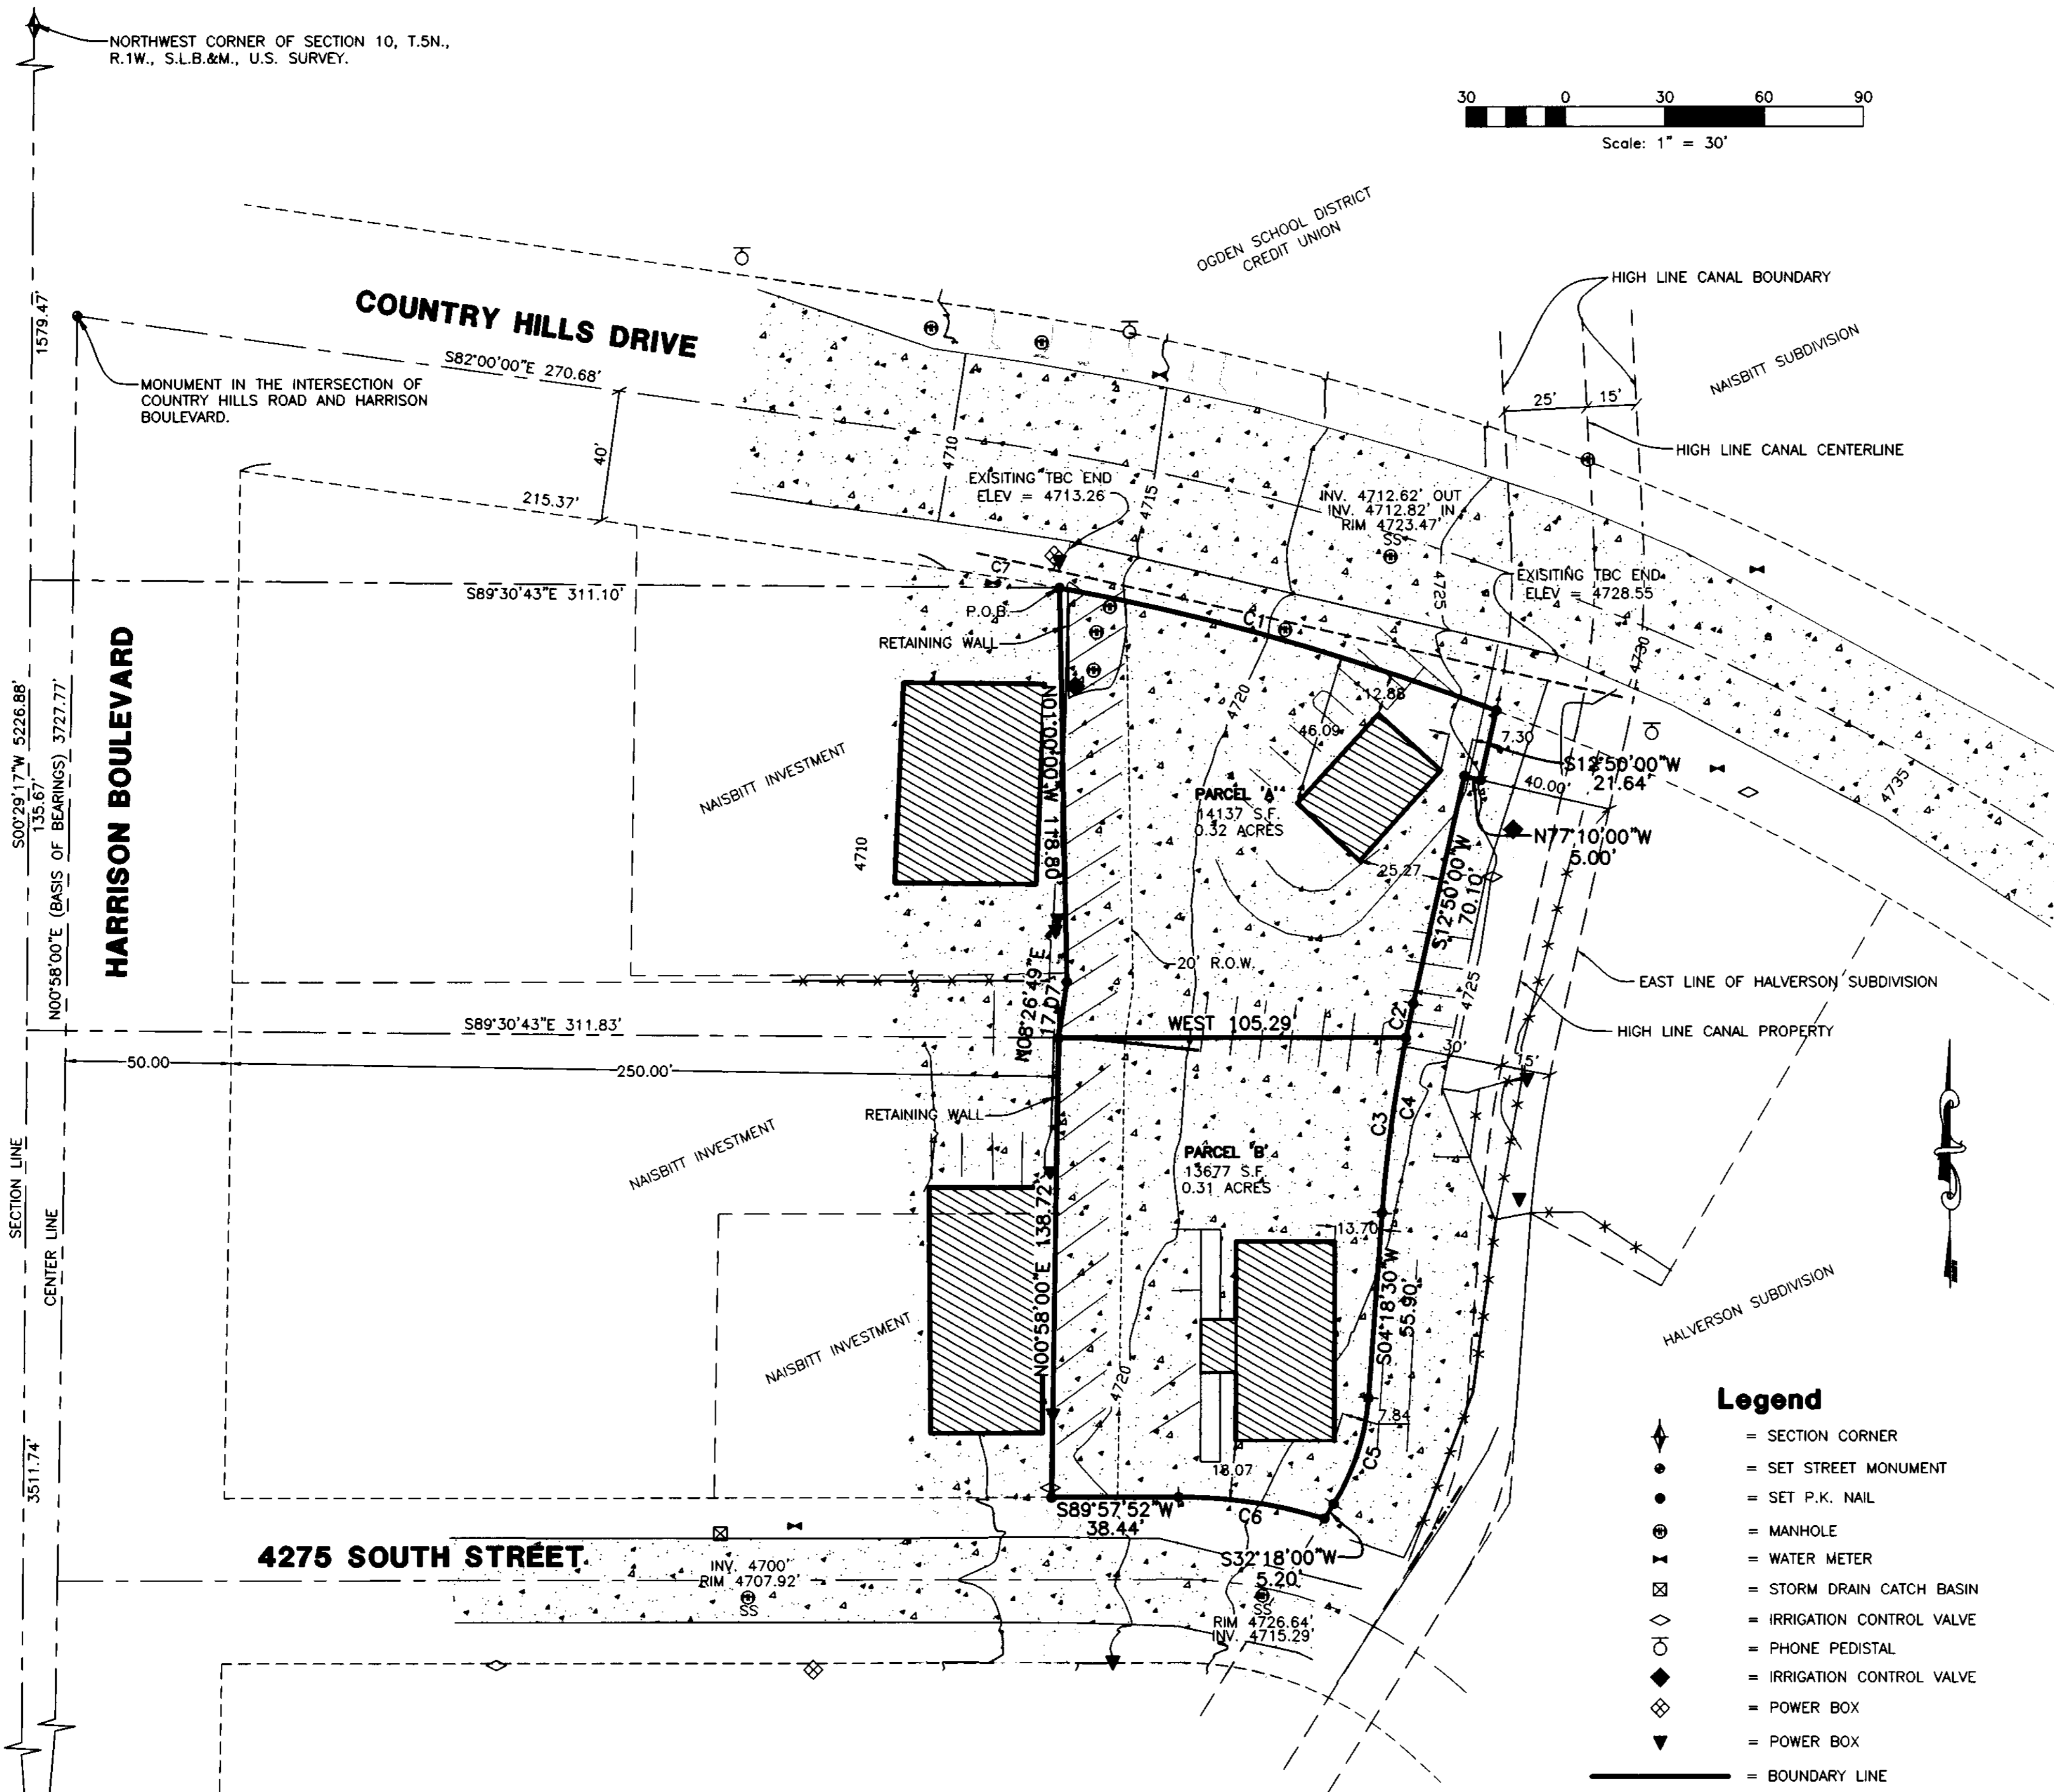 NORTHWEST CORNER OF SECTION 10, T.5N.,
R.1W., S.L.B.&M., U.S. SURVEY.
30 0 30 60 90
Scale: 1" = 30'
OGDEN SCHOOL DISTRICT
CREDIT UNION
HIGH LINE CANAL BOUNDARY
NAISBITT SUBDIVISION
1579.47'
COUNTRY HILLS DRIVE
S82°00'00"E 270.68'
MONUMENT IN THE INTERSECTION OF
COUNTRY HILLS ROAD AND HARRISON
BOULEVARD.
40'
215.37'
25'
15'
HIGH LINE CANAL CENTERLINE
4710
EXISITING TBC END
ELEV = 4713.26
4715
INV. 4712.62' OUT
INV. 4712.82' IN
RIM 4723.47'
SS
4725
EXISITING TBC END
ELEV = 4728.55
4730
4735
C7
S89°30'43"E 311.10'
P.O.B.
RETAINING WALL
C1
4720
12.88
46.09
7.30
S12°50'00"W
21.64'
40.00'
N77°10'00"W
5.00'
HARRISON BOULEVARD
S00°29'17"W 5226.88'
135.67'
N00°58'00"E (BASIS OF BEARINGS) 3727.77'
N01°00'00"W 118.80'
NAISBITT INVESTMENT
4710
PARCEL 'A'
14137 S.F.
0.32 ACRES
25.27
S12°50'00"W
70.10'
20' R.O.W.
4725
EAST LINE OF HALVERSON SUBDIVISION
HIGH LINE CANAL PROPERTY
N08°26'49"E
17.07'
S89°30'43"E 311.83'
WEST 105.29'
C2
30'
15'
50.00
250.00'
RETAINING WALL
C3
C4
NAISBITT INVESTMENT
PARCEL 'B'
13677 S.F.
0.31 ACRES
SECTION LINE
CENTER LINE
N00°58'00"E 138.72'
13.70
S04°18'30"W
55.90'
NAISBITT INVESTMENT
4720
HALVERSON SUBDIVISION
7.84
C5
18.07
3511.74'
S89°57'52"W
38.44'
C6
S32°18'00"W
5.20'
4275 SOUTH STREET
INV. 4700'
RIM 4707.92'
SS
SS
RIM 4726.64'
INV. 4715.29'
Legend
= SECTION CORNER
= SET STREET MONUMENT
= SET P.K. NAIL
= MANHOLE
= WATER METER
= STORM DRAIN CATCH BASIN
= IRRIGATION CONTROL VALVE
= PHONE PEDISTAL
= IRRIGATION CONTROL VALVE
= POWER BOX
= POWER BOX
= BOUNDARY LINE